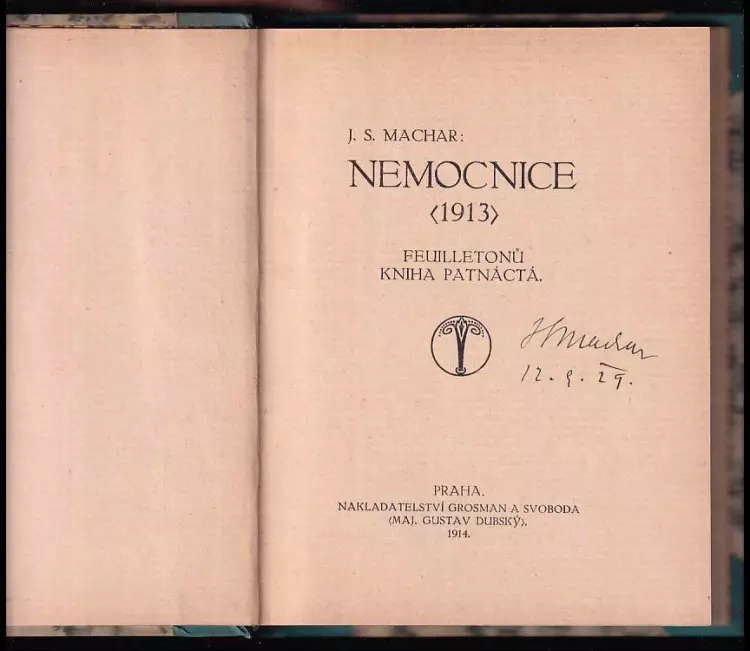 J. S. MACHAR:
NEMOCNICE
⟨1913⟩
FEUILLETONŮ
KNIHA PATNÁCTÁ.
JSMachar
12. 9. 29.
PRAHA.
NAKLADATELSTVÍ GROSMAN A SVOBODA
⟨MAJ. GUSTAV DUBSKÝ⟩.
1914.